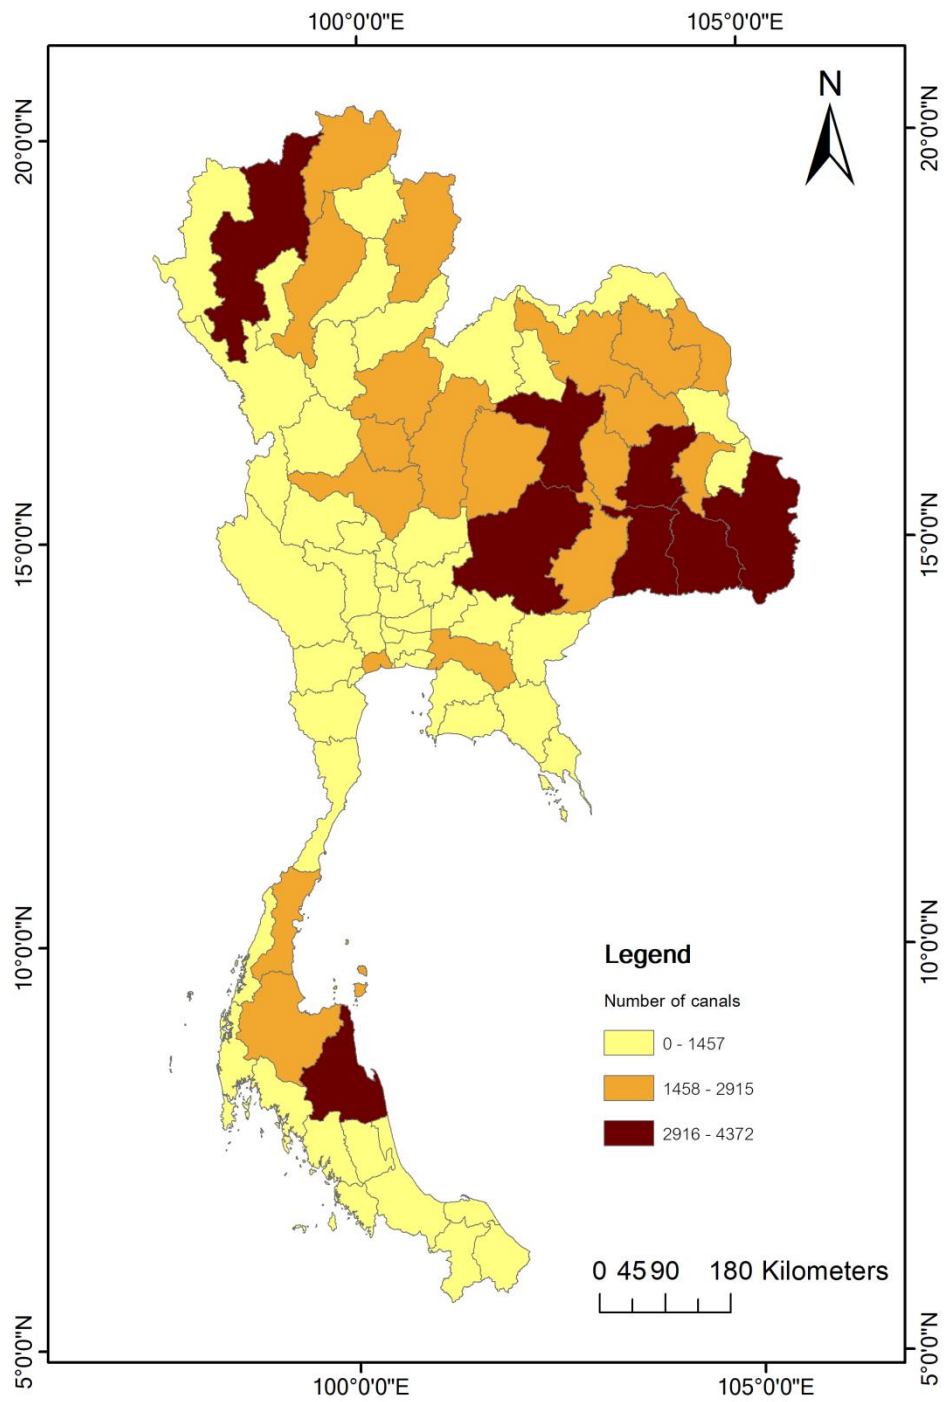 100°0'0"E 105°0'0"E
20°0'0"N 20°0'0"N
N
15°0'0"N 15°0'0"N
10°0'0"N 10°0'0"N
Legend
Number of canals
0 - 1457
1458 - 2915
2916 - 4372
0 45 90 180 Kilometers
5°0'0"N 5°0'0"N
100°0'0"E 105°0'0"E